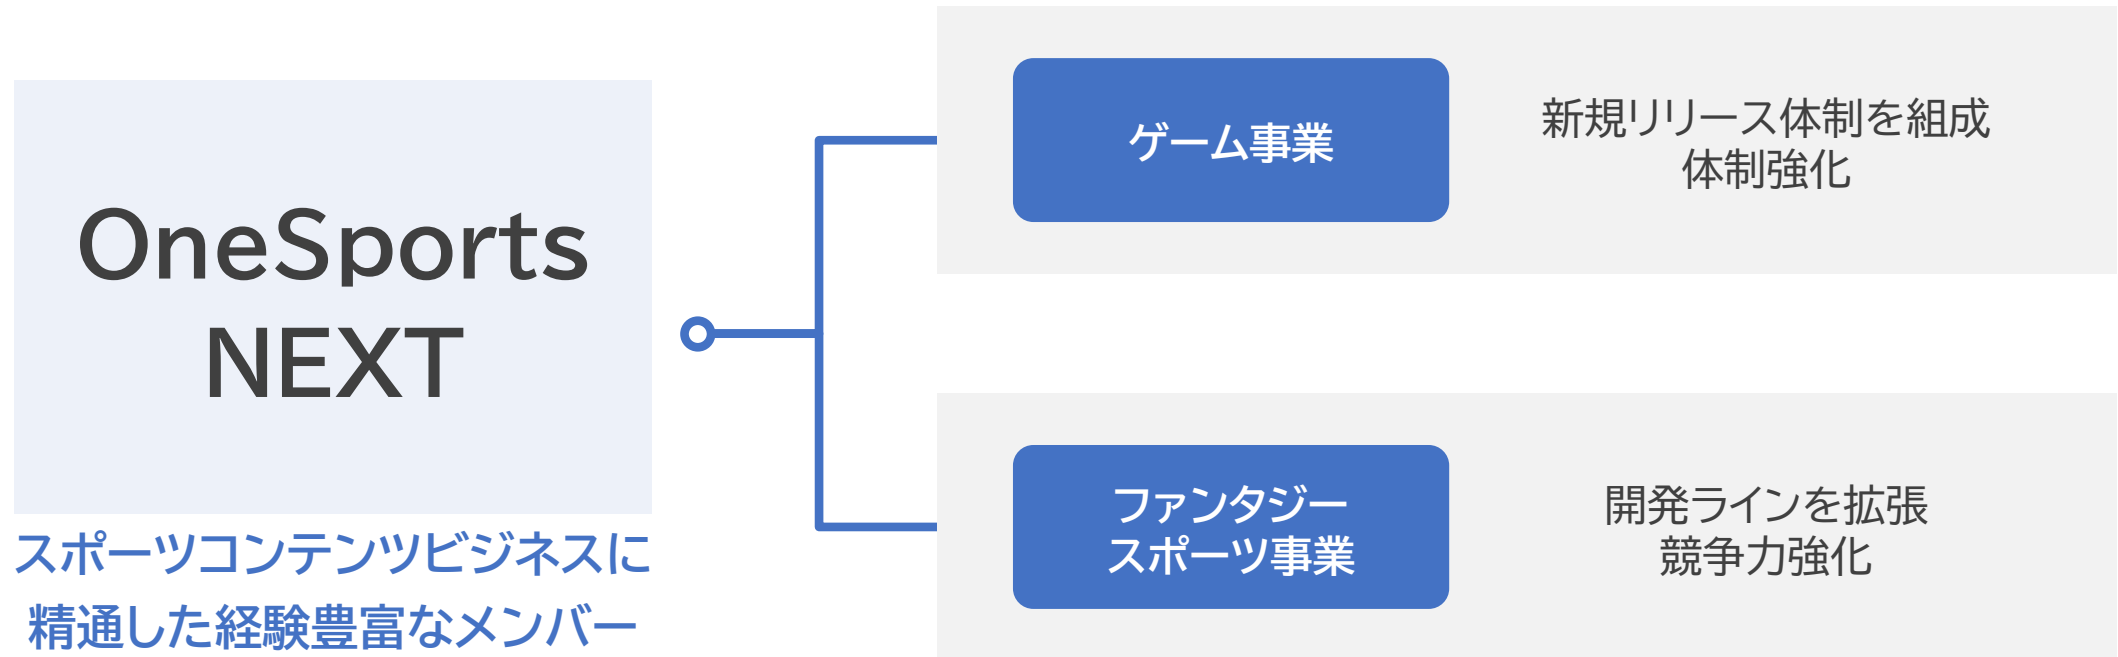 OneSports
NEXT
スポーツコンテンツビジネスに
精通した経験豊富なメンバー
ゲーム事業
新規リリース体制を組成
体制強化
ファンタジー
スポーツ事業
開発ラインを拡張
競争力強化